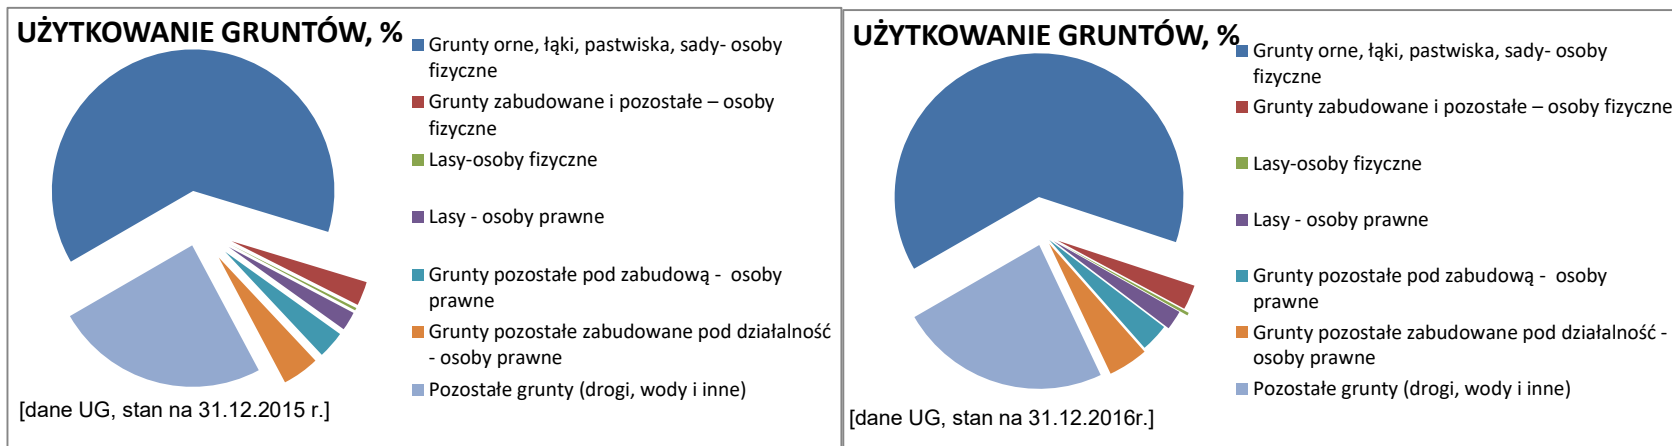 UŻYTKOWANIE GRUNTÓW, %
Grunty orne, łąki, pastwiska, sady- osoby
fizyczne
Grunty zabudowane i pozostałe – osoby
fizyczne
Lasy-osoby fizyczne
Lasy - osoby prawne
Grunty pozostałe pod zabudową -  osoby
prawne
Grunty pozostałe zabudowane pod działalność
- osoby prawne
Pozostałe grunty (drogi, wody i inne)
[dane UG, stan na 31.12.2015 r.]
UŻYTKOWANIE GRUNTÓW, %
Grunty orne, łąki, pastwiska, sady- osoby
fizyczne
Grunty zabudowane i pozostałe – osoby fizyczne
Lasy-osoby fizyczne
Lasy - osoby prawne
Grunty pozostałe pod zabudową -  osoby
prawne
Grunty pozostałe zabudowane pod działalność -
osoby prawne
Pozostałe grunty (drogi, wody i inne)
[dane UG, stan na 31.12.2016r.]